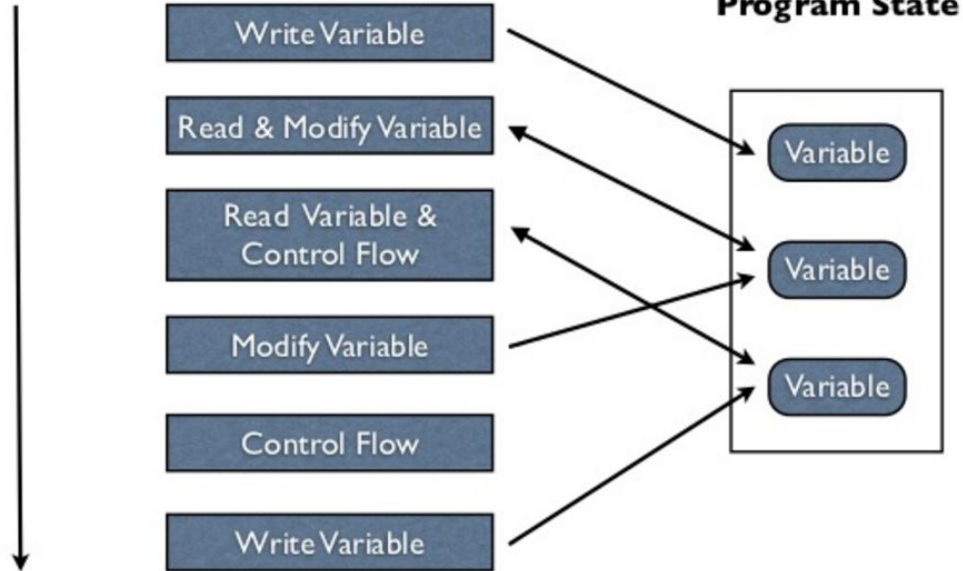 Program State
Write Variable
Read & Modify Variable
Read Variable &
Control Flow
Modify Variable
Control Flow
Write Variable
Variable
Variable
Variable